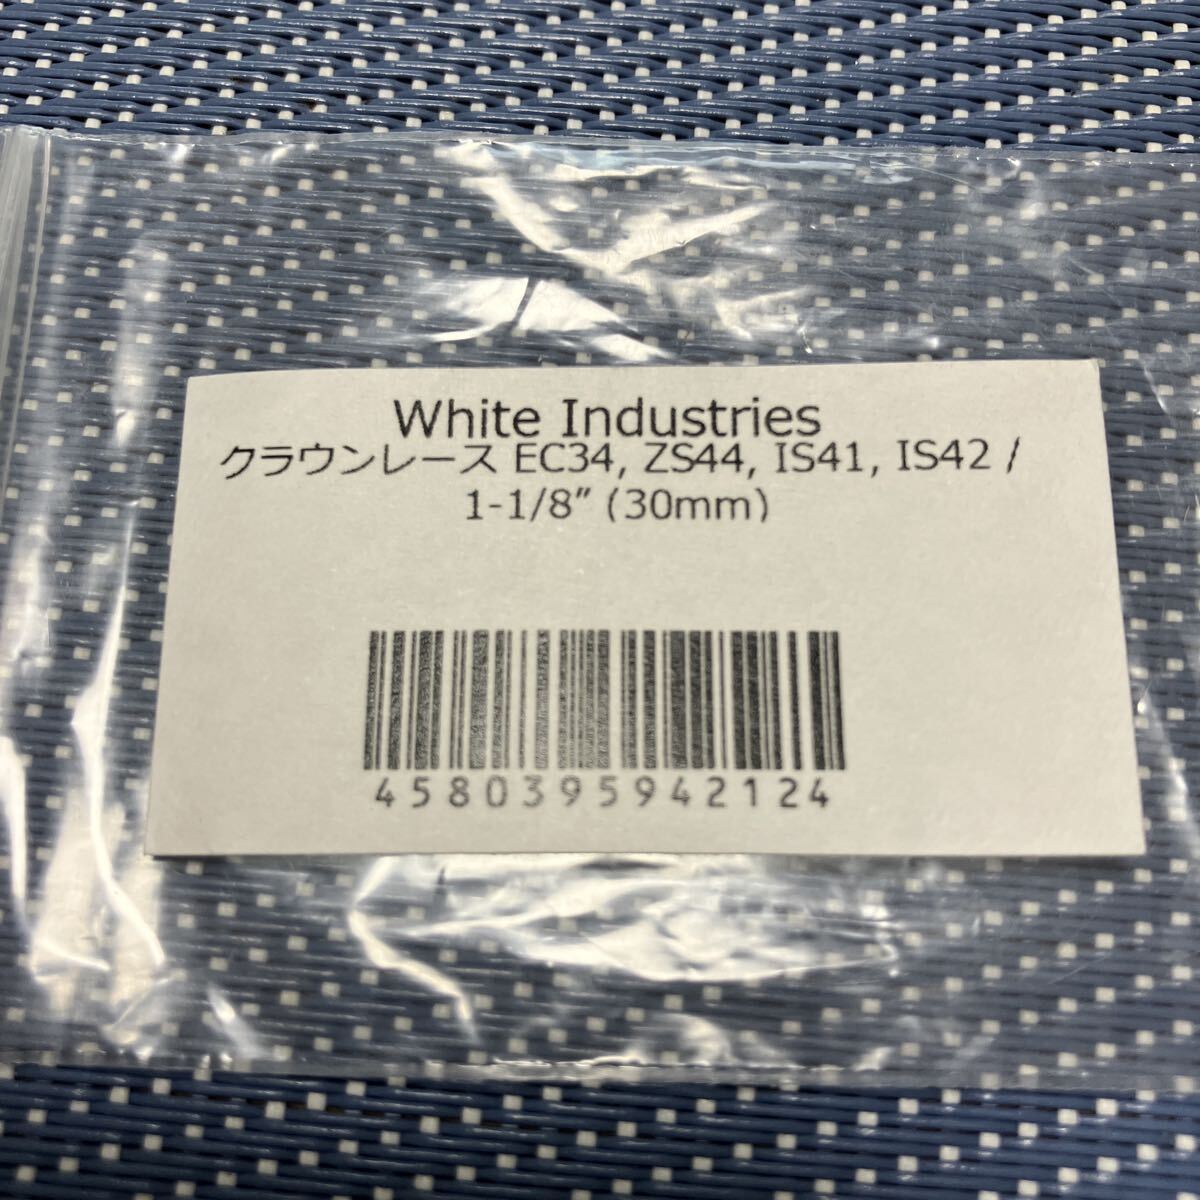 White Industries
クラウンレース EC34, ZS44, IS41, IS42 /
1-1/8” (30mm)
4580395942124